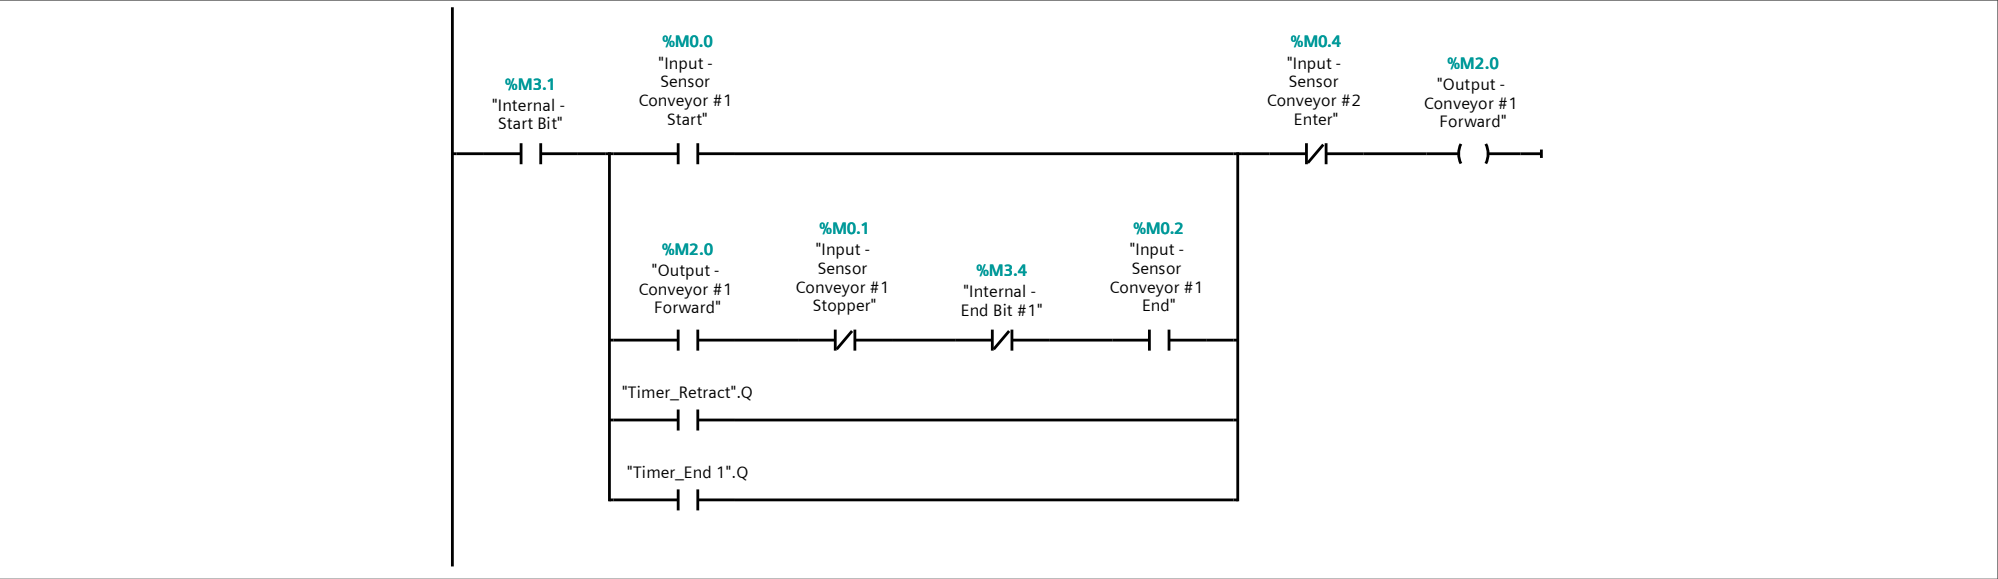 %M3.1
"Internal -
Start Bit"
%M0.0
"Input -
Sensor
Conveyor #1
Start"
%M0.4
"Input -
Sensor
Conveyor #2
Enter"
%M2.0
"Output -
Conveyor #1
Forward"
%M2.0
"Output -
Conveyor #1
Forward"
%M0.1
"Input -
Sensor
Conveyor #1
Stopper"
%M3.4
"Internal -
End Bit #1"
%M0.2
"Input -
Sensor
Conveyor #1
End"
"Timer_Retract".Q
"Timer_End 1".Q